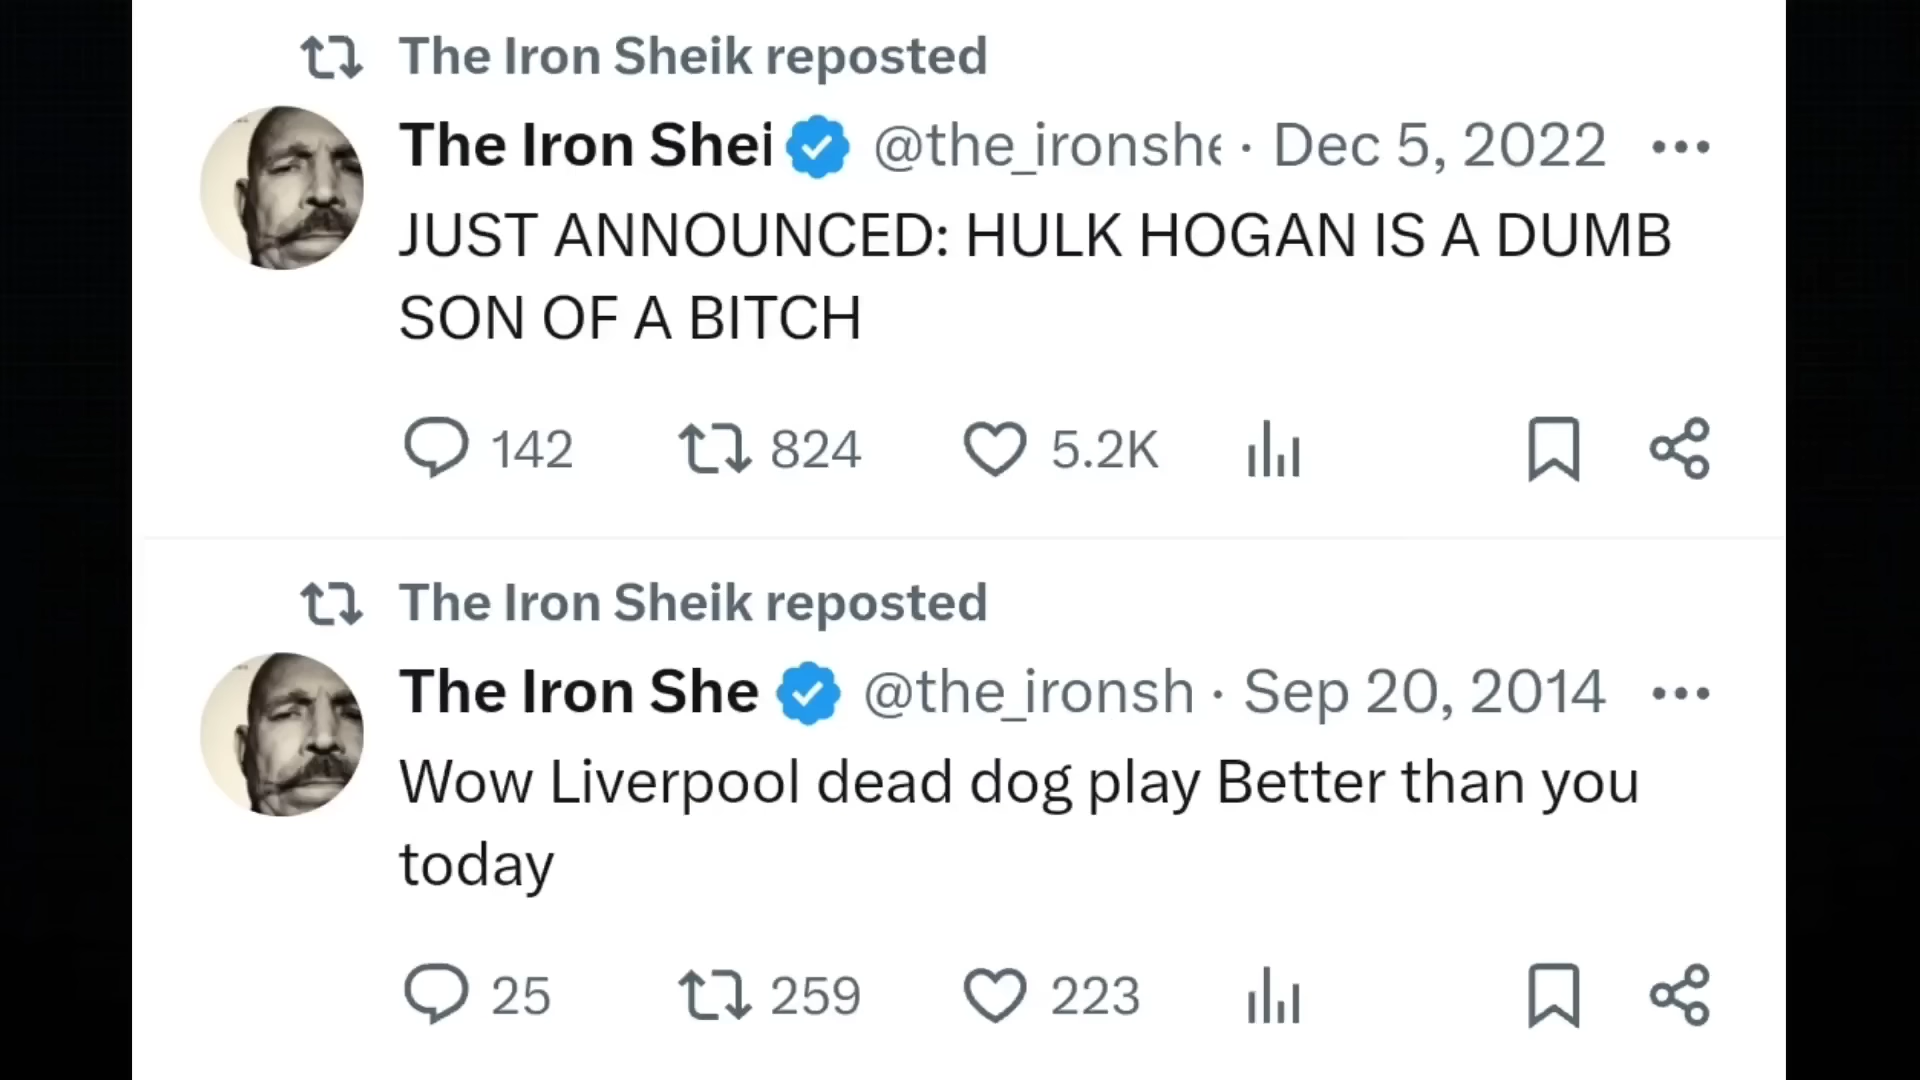 The Iron Sheik reposted
The Iron Shei @the_ironshe · Dec 5, 2022
JUST ANNOUNCED: HULK HOGAN IS A DUMB
SON OF A BITCH
142 824 5.2K
The Iron Sheik reposted
The Iron She @the_ironsh · Sep 20, 2014
Wow Liverpool dead dog play Better than you
today
25 259 223